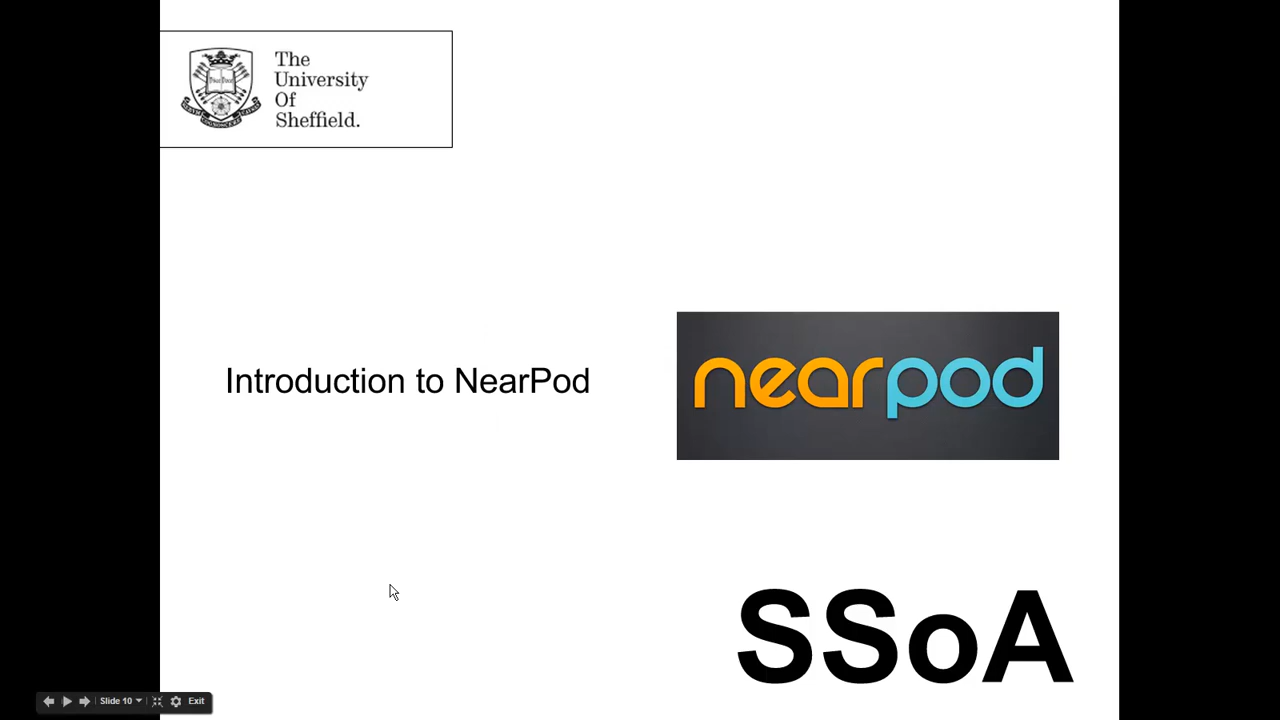 The
University
Of
Sheffield.
Introduction to NearPod
nearpod
SSoA
Slide 10
Exit